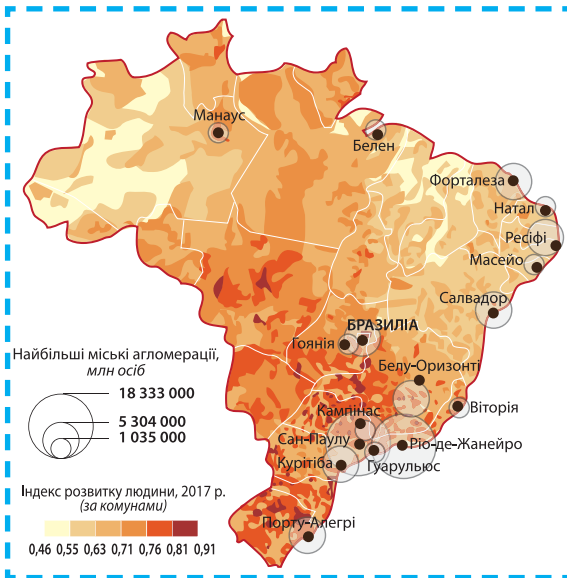 Манаус
Белен
Форталеза
Натал
Ресіфі
Масейо
Салвадор
БРАЗИЛІА
Гоянія
Белу-Оризонті
Найбільші міські агломерації,
млн осіб
18 333 000
5 304 000
1 035 000
Віторія
Кампінас
Сан-Паулу
Ріо-де-Жанейро
Курітіба
Гуарульюс
Індекс розвитку людини, 2017 р.
(за комунами)
Порту-Алегрі
0,46 0,55 0,63 0,71 0,76 0,81 0,91